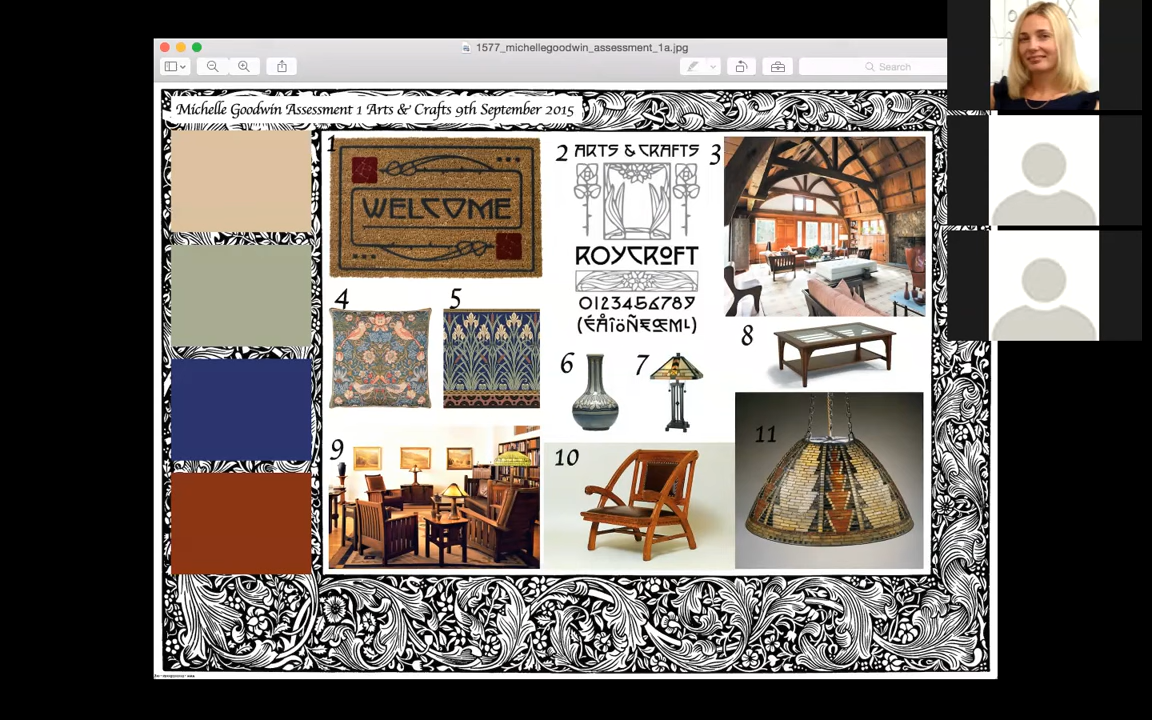 1577_michellegoodwin_assessment_1a.jpg
Search
Michelle Goodwin Assessment 1 Arts & Crafts 9th September 2015
1
WELCOME
2
ARTS & CRAFTS
ROYCROFT
0123456789
3
4
5
6
7
8
9
10
11